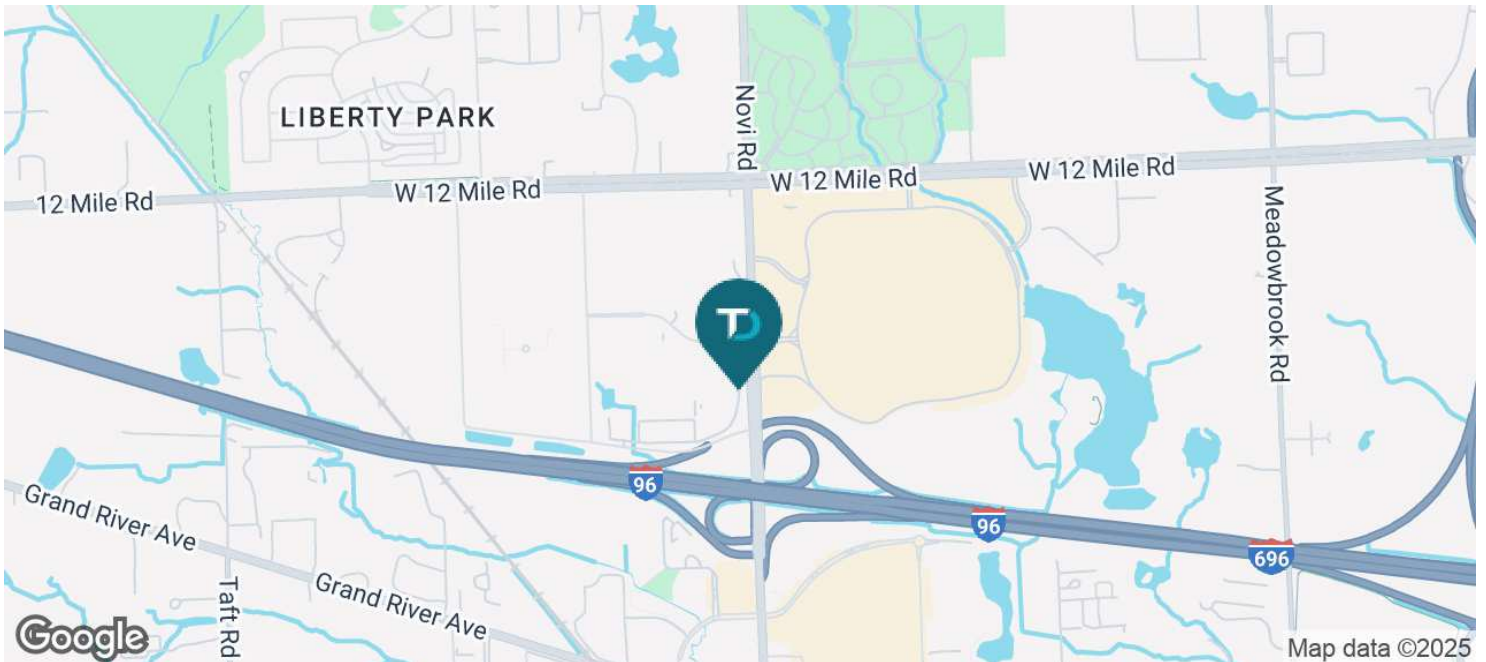 Novi Rd
LIBERTY PARK
W 12 Mile Rd
W 12 Mile Rd
W 12 Mile Rd
12 Mile Rd
Meadowbrook Rd
TD
96
96
696
Grand River Ave
Grand River Ave
Taft Rd
Google
Map data ©2025